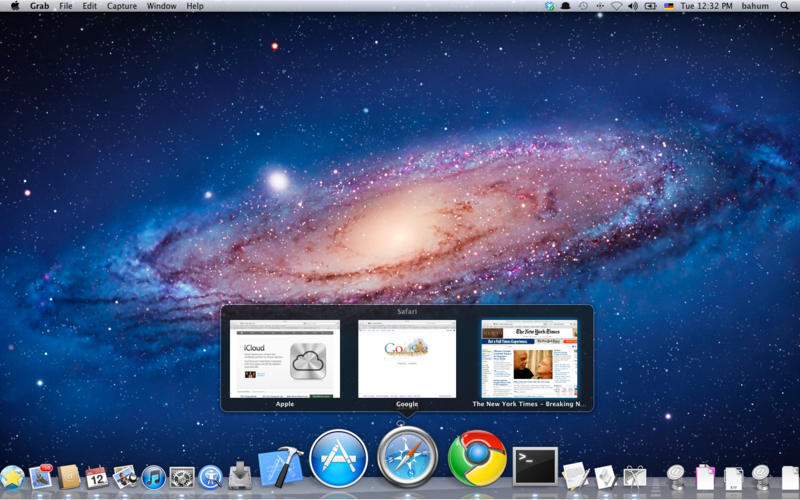 Grab File Edit Capture Window Help
Tue 12:32 PM bahum
Safari
iCloud
Google
The New York Times
Apple
Google
The New York Times – Breaking N...
12
>_